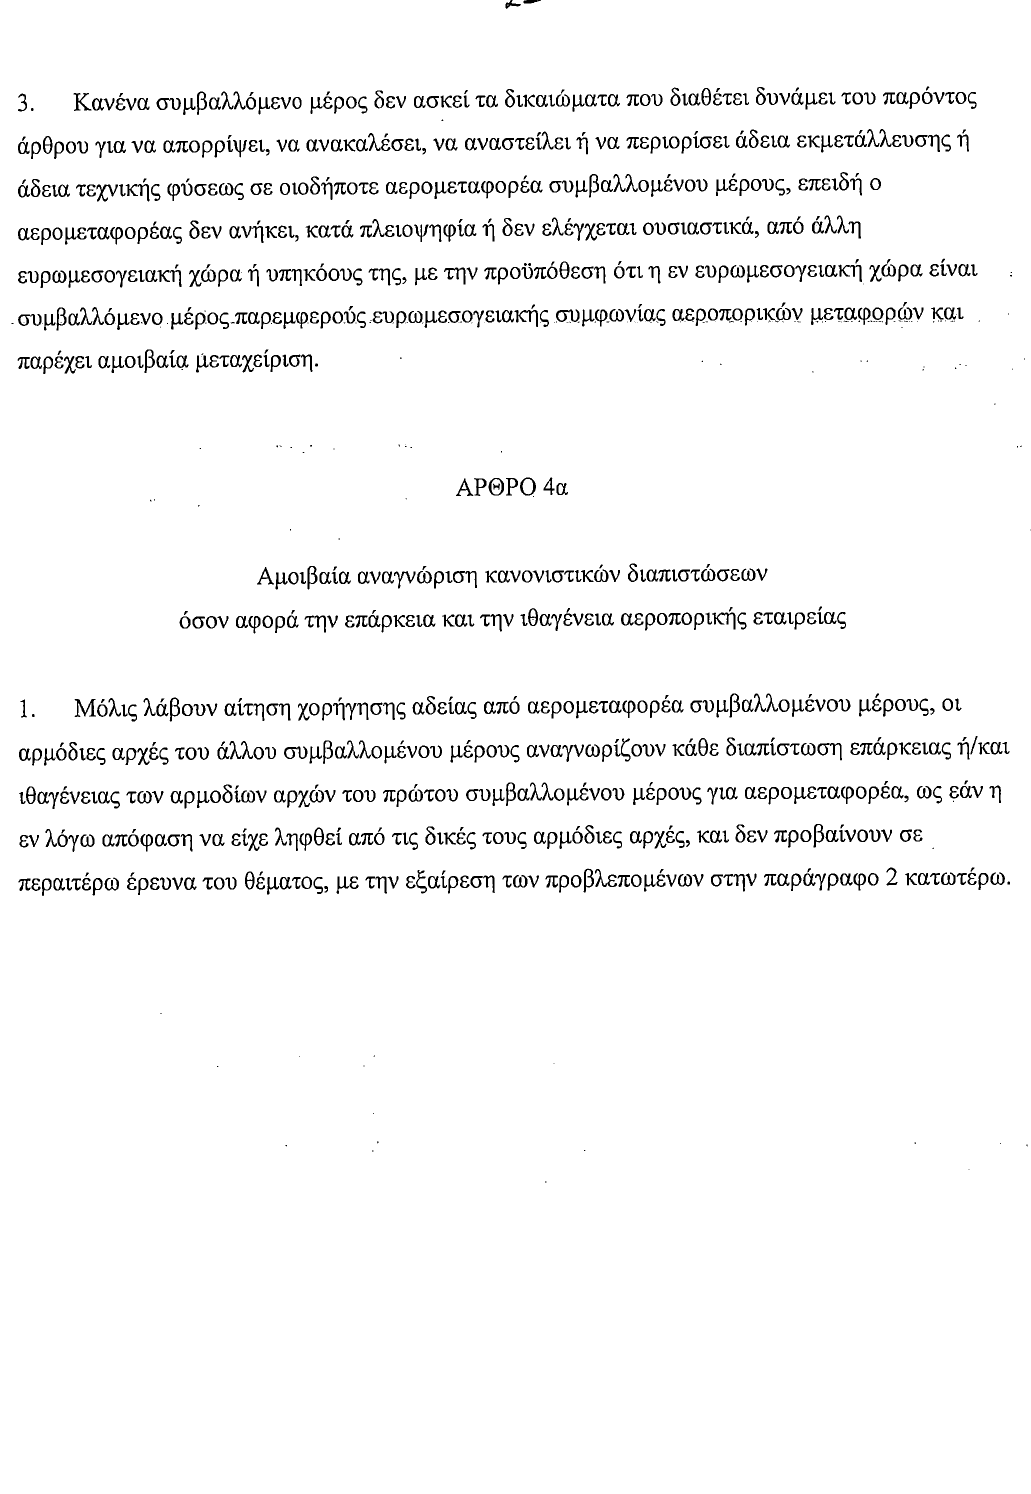 3. Κανένα συμβαλλόμενο μέρος δεν ασκεί τα δικαιώματα που διαθέτει δυνάμει του παρόντος
άρθρου για να απορρίψει, να ανακαλέσει, να αναστείλει ή να περιορίσει άδεια εκμετάλλευσης ή
άδεια τεχνικής φύσεως σε οιοδήποτε αερομεταφορέα συμβαλλομένου μέρους, επειδή ο
αερομεταφορέας δεν ανήκει, κατά πλειοψηφία ή δεν ελέγχεται ουσιαστικά, από άλλη
ευρωμεσογειακή χώρα ή υπηκόους της, με την προϋπόθεση ότι η εν ευρωμεσογειακή χώρα είναι
συμβαλλόμενο μέρος παρεμφερούς ευρωμεσογειακής συμφωνίας αεροπορικών μεταφορών και
παρέχει αμοιβαία μεταχείριση.
ΑΡΘΡΟ 4α
Αμοιβαία αναγνώριση κανονιστικών διαπιστώσεων
όσον αφορά την επάρκεια και την ιθαγένεια αεροπορικής εταιρείας
1. Μόλις λάβουν αίτηση χορήγησης αδείας από αερομεταφορέα συμβαλλομένου μέρους, οι
αρμόδιες αρχές του άλλου συμβαλλομένου μέρους αναγνωρίζουν κάθε διαπίστωση επάρκειας ή/και
ιθαγένειας των αρμοδίων αρχών του πρώτου συμβαλλομένου μέρους για αερομεταφορέα, ως εάν η
εν λόγω απόφαση να είχε ληφθεί από τις δικές τους αρμόδιες αρχές, και δεν προβαίνουν σε
περαιτέρω έρευνα του θέματος, με την εξαίρεση των προβλεπομένων στην παράγραφο 2 κατωτέρω.